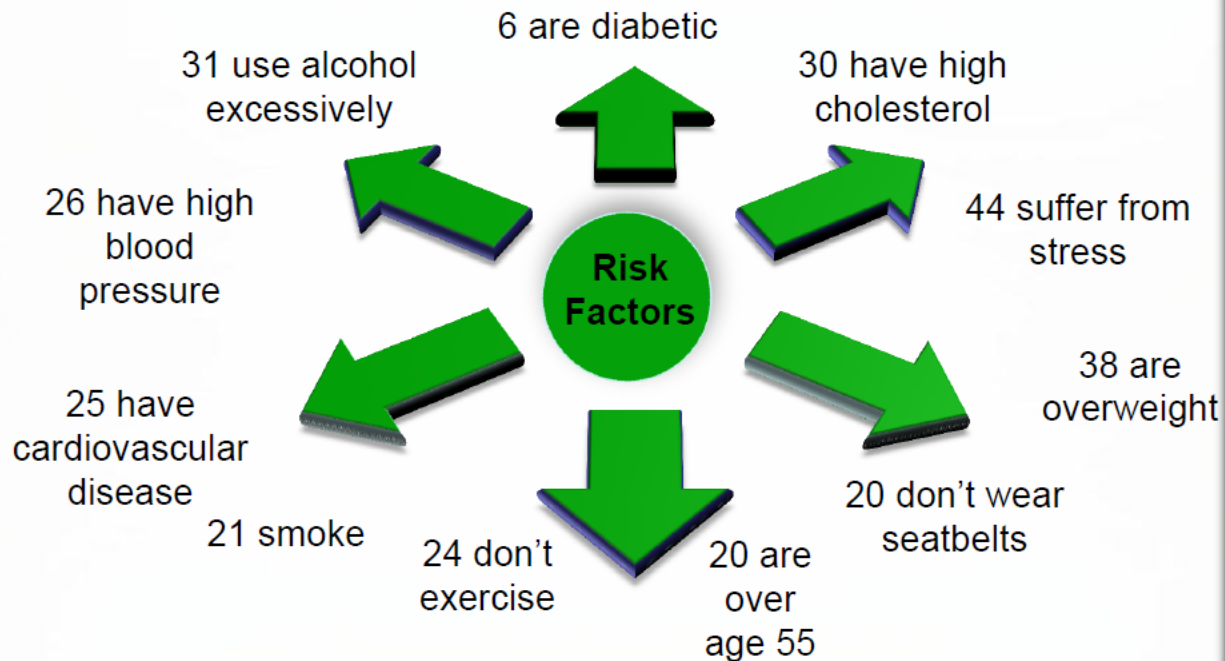 6 are diabetic
31 use alcohol
excessively
30 have high
cholesterol
26 have high
blood
pressure
44 suffer from
stress
Risk
Factors
38 are
overweight
25 have
cardiovascular
disease
20 don’t wear
seatbelts
21 smoke
24 don’t
exercise
20 are
over
age 55